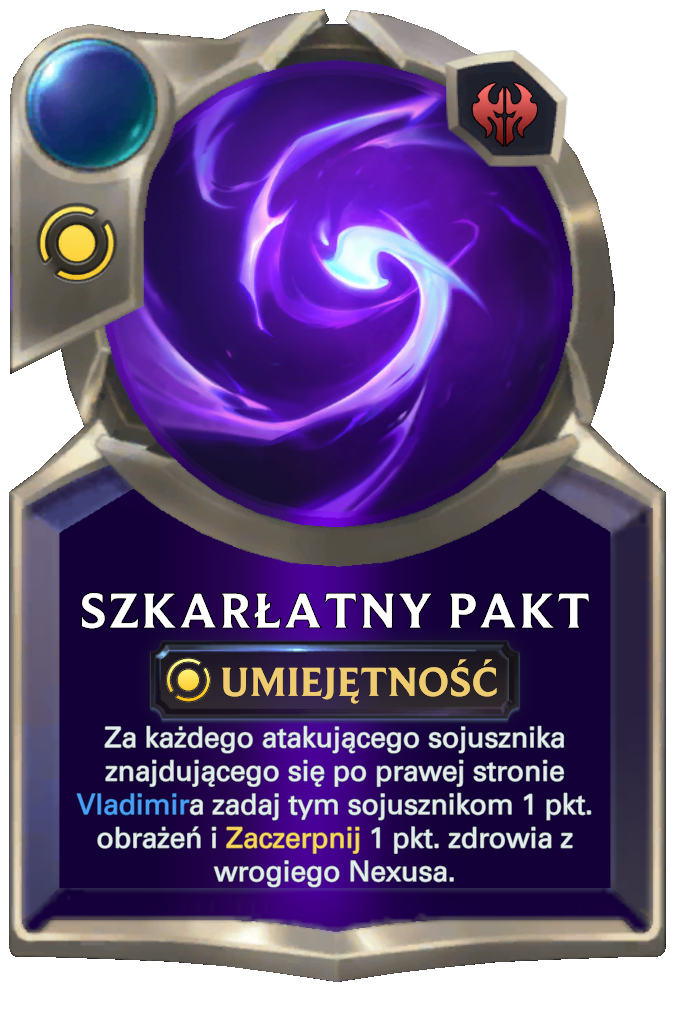 SZKARŁATNY PAKT
UMIEJĘTNOŚĆ
Za każdego atakującego sojusznika
znajdującego się po prawej stronie
Vladimira zadaj tym sojusznikom 1 pkt.
obrażeń i Zaczerpnij 1 pkt. zdrowia z
wrogiego Nexusa.